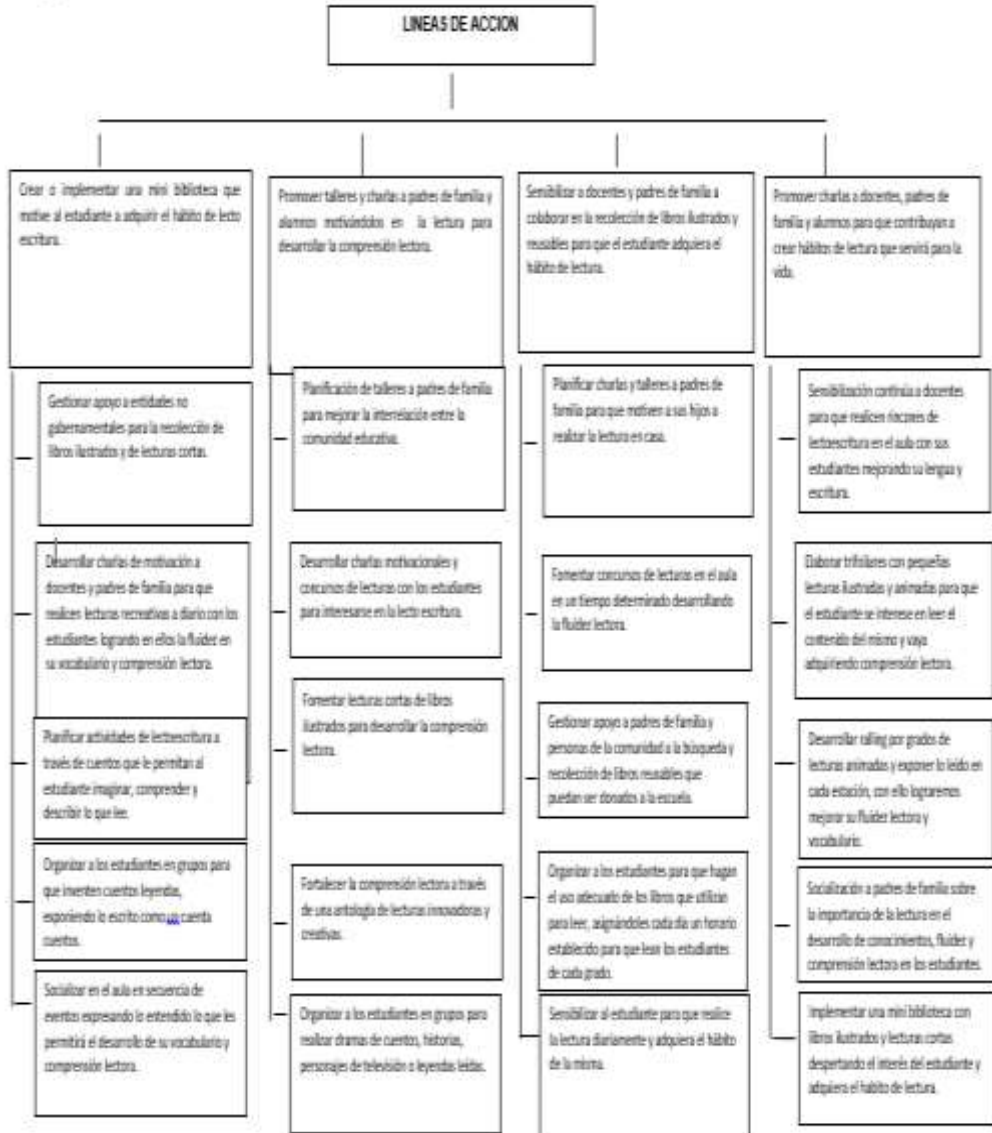 LINEAS DE ACCION
Crear o implementar una mini biblioteca que
motive al estudiante a adquirir el hábito de lecto
escritura.
Promover talleres y charlas a padres de familia y
alumnos motivándolos en la lectura para
desarrollar la comprensión lectora.
Sensibilizar a docentes y padres de familia a
colaborar en la recolección de libros ilustrados y
reusables para que el estudiante adquiera el
hábito de lectura.
Promover charlas a docentes, padres de
familia y alumnos para que contribuyan a
crear hábitos de lectura que servirá para la
vida.
Gestionar apoyo a entidades no
gubernamentales para la recolección de
libros ilustrados y de lecturas cortas.
Desarrollar charlas de motivación a
docentes y padres de familia para que
realicen lecturas recreativas a diario con los
estudiantes logrando en ellos la fluidez en
su vocabulario y comprensión lectora.
Planificar actividades de lectoescritura a
través de cuentos que le permitan al
estudiante imaginar, comprender y
describir lo que lee.
Organizar a los estudiantes en grupos para
que inventen cuentos leyendas,
exponiendo lo escrito como cuenta
cuentos.
Socializar en el aula en secuencia de
eventos expresando lo entendido lo que les
permitirá el desarrollo de su vocabulario y
comprensión lectora.
Planificación de talleres a padres de familia
para mejorar la interrelación entre la
comunidad educativa.
Desarrollar charlas motivacionales y
concursos de lecturas con los estudiantes
para interesarse en la lecto escritura.
Fomentar lecturas cortas de libros
ilustrados para desarrollar la comprensión
lectora.
Fortalecer la comprensión lectora a través
de una antología de lecturas innovadoras y
creativas.
Organizar a los estudiantes en grupos para
realizar dramas de cuentos, historias,
personajes de televisión o leyendas leídas.
Planificar charlas y talleres a padres de
familia para que motiven a sus hijos a
realizar la lectura en casa.
Fomentar concursos de lecturas en el aula
en un tiempo determinado desarrollando
la fluidez lectora.
Gestionar apoyo a padres de familia y
personas de la comunidad a la búsqueda y
recolección de libros reusables que
puedan ser donados a la escuela.
Organizar a los estudiantes para que hagan
el uso adecuado de los libros que utilizan
para leer, asignándoles cada día un horario
establecido para que lean los estudiantes
de cada grado.
Sensibilizar al estudiante para que realice
la lectura diariamente y adquiera el hábito
de la misma.
Sensibilización continúa a docentes
para que realicen rincones de
lectoescritura en el aula con sus
estudiantes mejorando su lengua y
escritura.
Elaborar trifoliares con pequeñas
lecturas ilustradas y animadas para que
el estudiante se interese en leer el
contenido del mismo y vaya
adquiriendo comprensión lectora.
Desarrollar ralling por grados de
lecturas animadas y exponer lo leído en
cada estación, con ello lograremos
mejorar su fluidez lectora y
vocabulario.
Socialización a padres de familia sobre
la importancia de la lectura en el
desarrollo de conocimientos, fluidez y
comprensión lectora en los estudiantes.
Implementar una mini biblioteca con
libros ilustrados y lecturas cortas
despertando el interés del estudiante y
adquiera el habito de lectura.